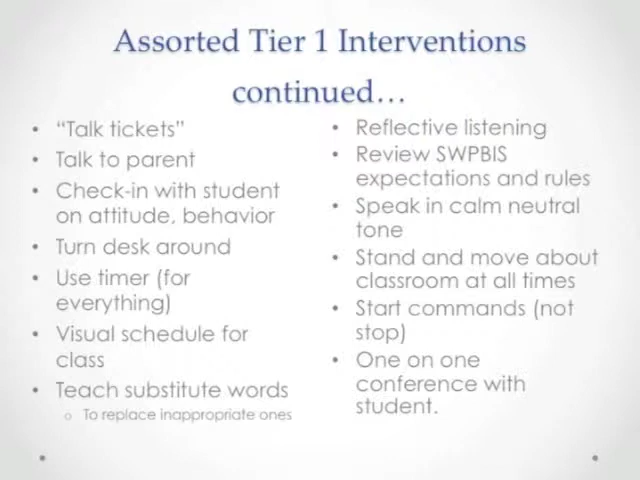 Assorted Tier 1 Interventions
continued…
• “Talk tickets”
• Talk to parent
• Check-in with student
on attitude, behavior
• Turn desk around
• Use timer (for
everything)
• Visual schedule for
class
• Teach substitute words
o To replace inappropriate ones
• Reflective listening
• Review SWPBIS
expectations and rules
• Speak in calm neutral
tone
• Stand and move about
classroom at all times
• Start commands (not
stop)
• One on one
conference with
student.